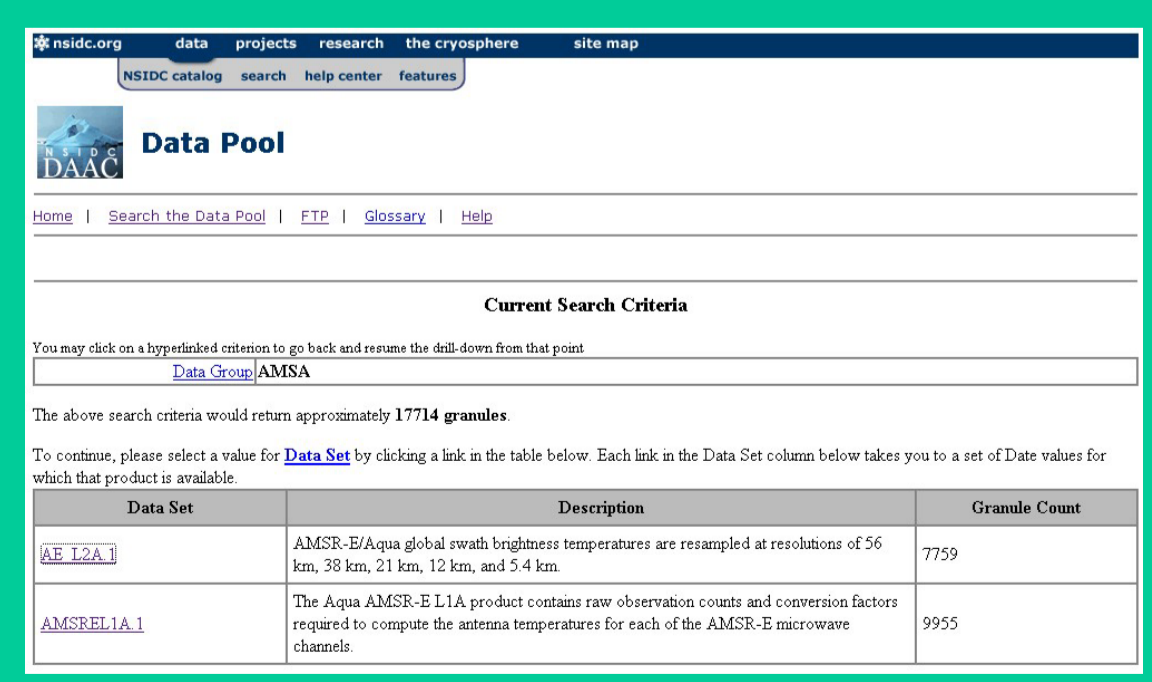 nsidc.org data projects research the cryosphere site map
NSIDC catalog search help center features
NSIDC
DAAC
Data Pool
Home | Search the Data Pool | FTP | Glossary | Help
Current Search Criteria
You may click on a hyperlinked criterion to go back and resume the drill-down from that point
Data Group AMSA
The above search criteria would return approximately 17714 granules.
To continue, please select a value for Data Set by clicking a link in the table below. Each link in the Data Set column below takes you to a set of Date values for
which that product is available.
Data Set Description Granule Count
AE_L2A.1 AMSR-E/Aqua global swath brightness temperatures are resampled at resolutions of 56 7759
km, 38 km, 21 km, 12 km, and 5.4 km.
The Aqua AMSR-E L1A product contains raw observation counts and conversion factors
AMSREL1A.1 required to compute the antenna temperatures for each of the AMSR-E microwave 9955
channels.